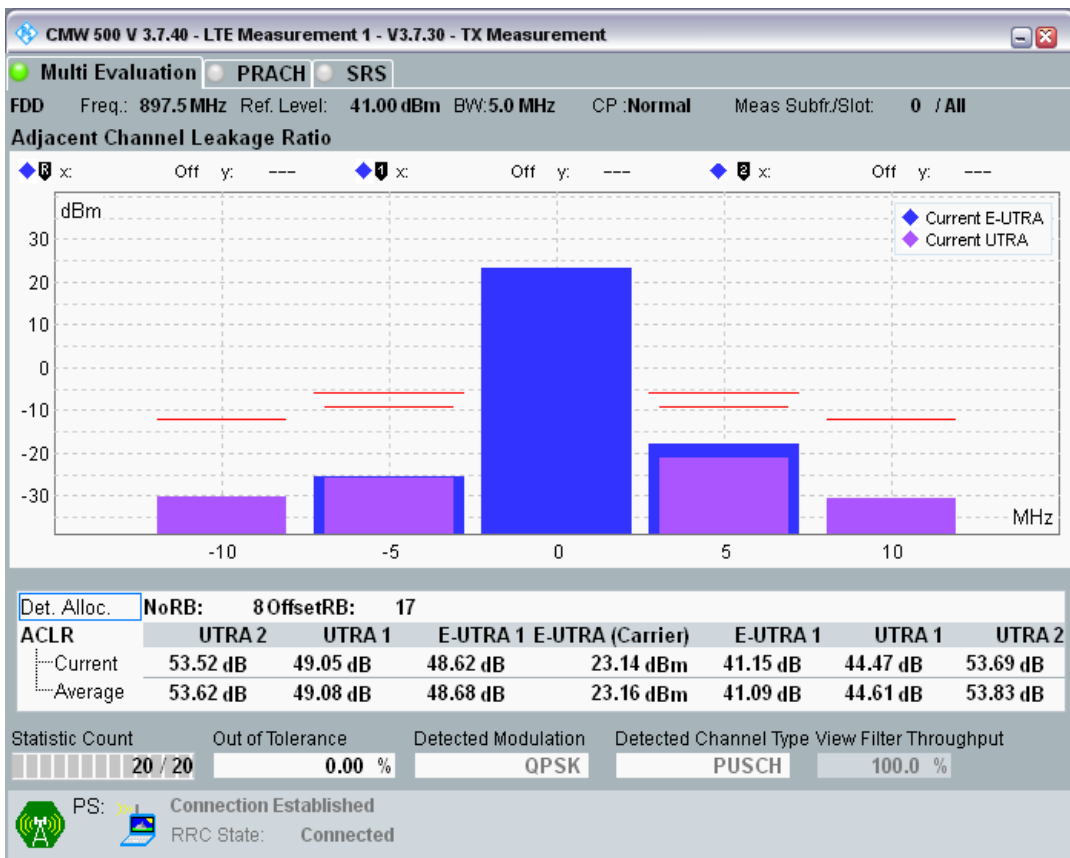 CMW 500 V 3.7.40 - LTE Measurement 1 - V3.7.30 - TX Measurement
Multi Evaluation PRACH SRS
FDD Freq.: 897.5 MHz Ref. Level: 41.00 dBm BW: 5.0 MHz CP :Normal Meas Subfr./Slot: 0 / All
Adjacent Channel Leakage Ratio
R x: Off y: --- 1 x: Off y: --- 2 x: Off y: ---
dBm
Current E-UTRA
Current UTRA
30
20
10
0
-10
-20
-30
MHz
-10 -5 0 5 10
Det. Alloc. NoRB: 8 OffsetRB: 17
ACLR UTRA 2 UTRA 1 E-UTRA 1 E-UTRA (Carrier) E-UTRA 1 UTRA 1 UTRA 2
Current 53.52 dB 49.05 dB 48.62 dB 23.14 dBm 41.15 dB 44.47 dB 53.69 dB
Average 53.62 dB 49.08 dB 48.68 dB 23.16 dBm 41.09 dB 44.61 dB 53.83 dB
Statistic Count Out of Tolerance Detected Modulation Detected Channel Type View Filter Throughput
20 / 20 0.00 % QPSK PUSCH 100.0 %
PS: Connection Established
RRC State: Connected